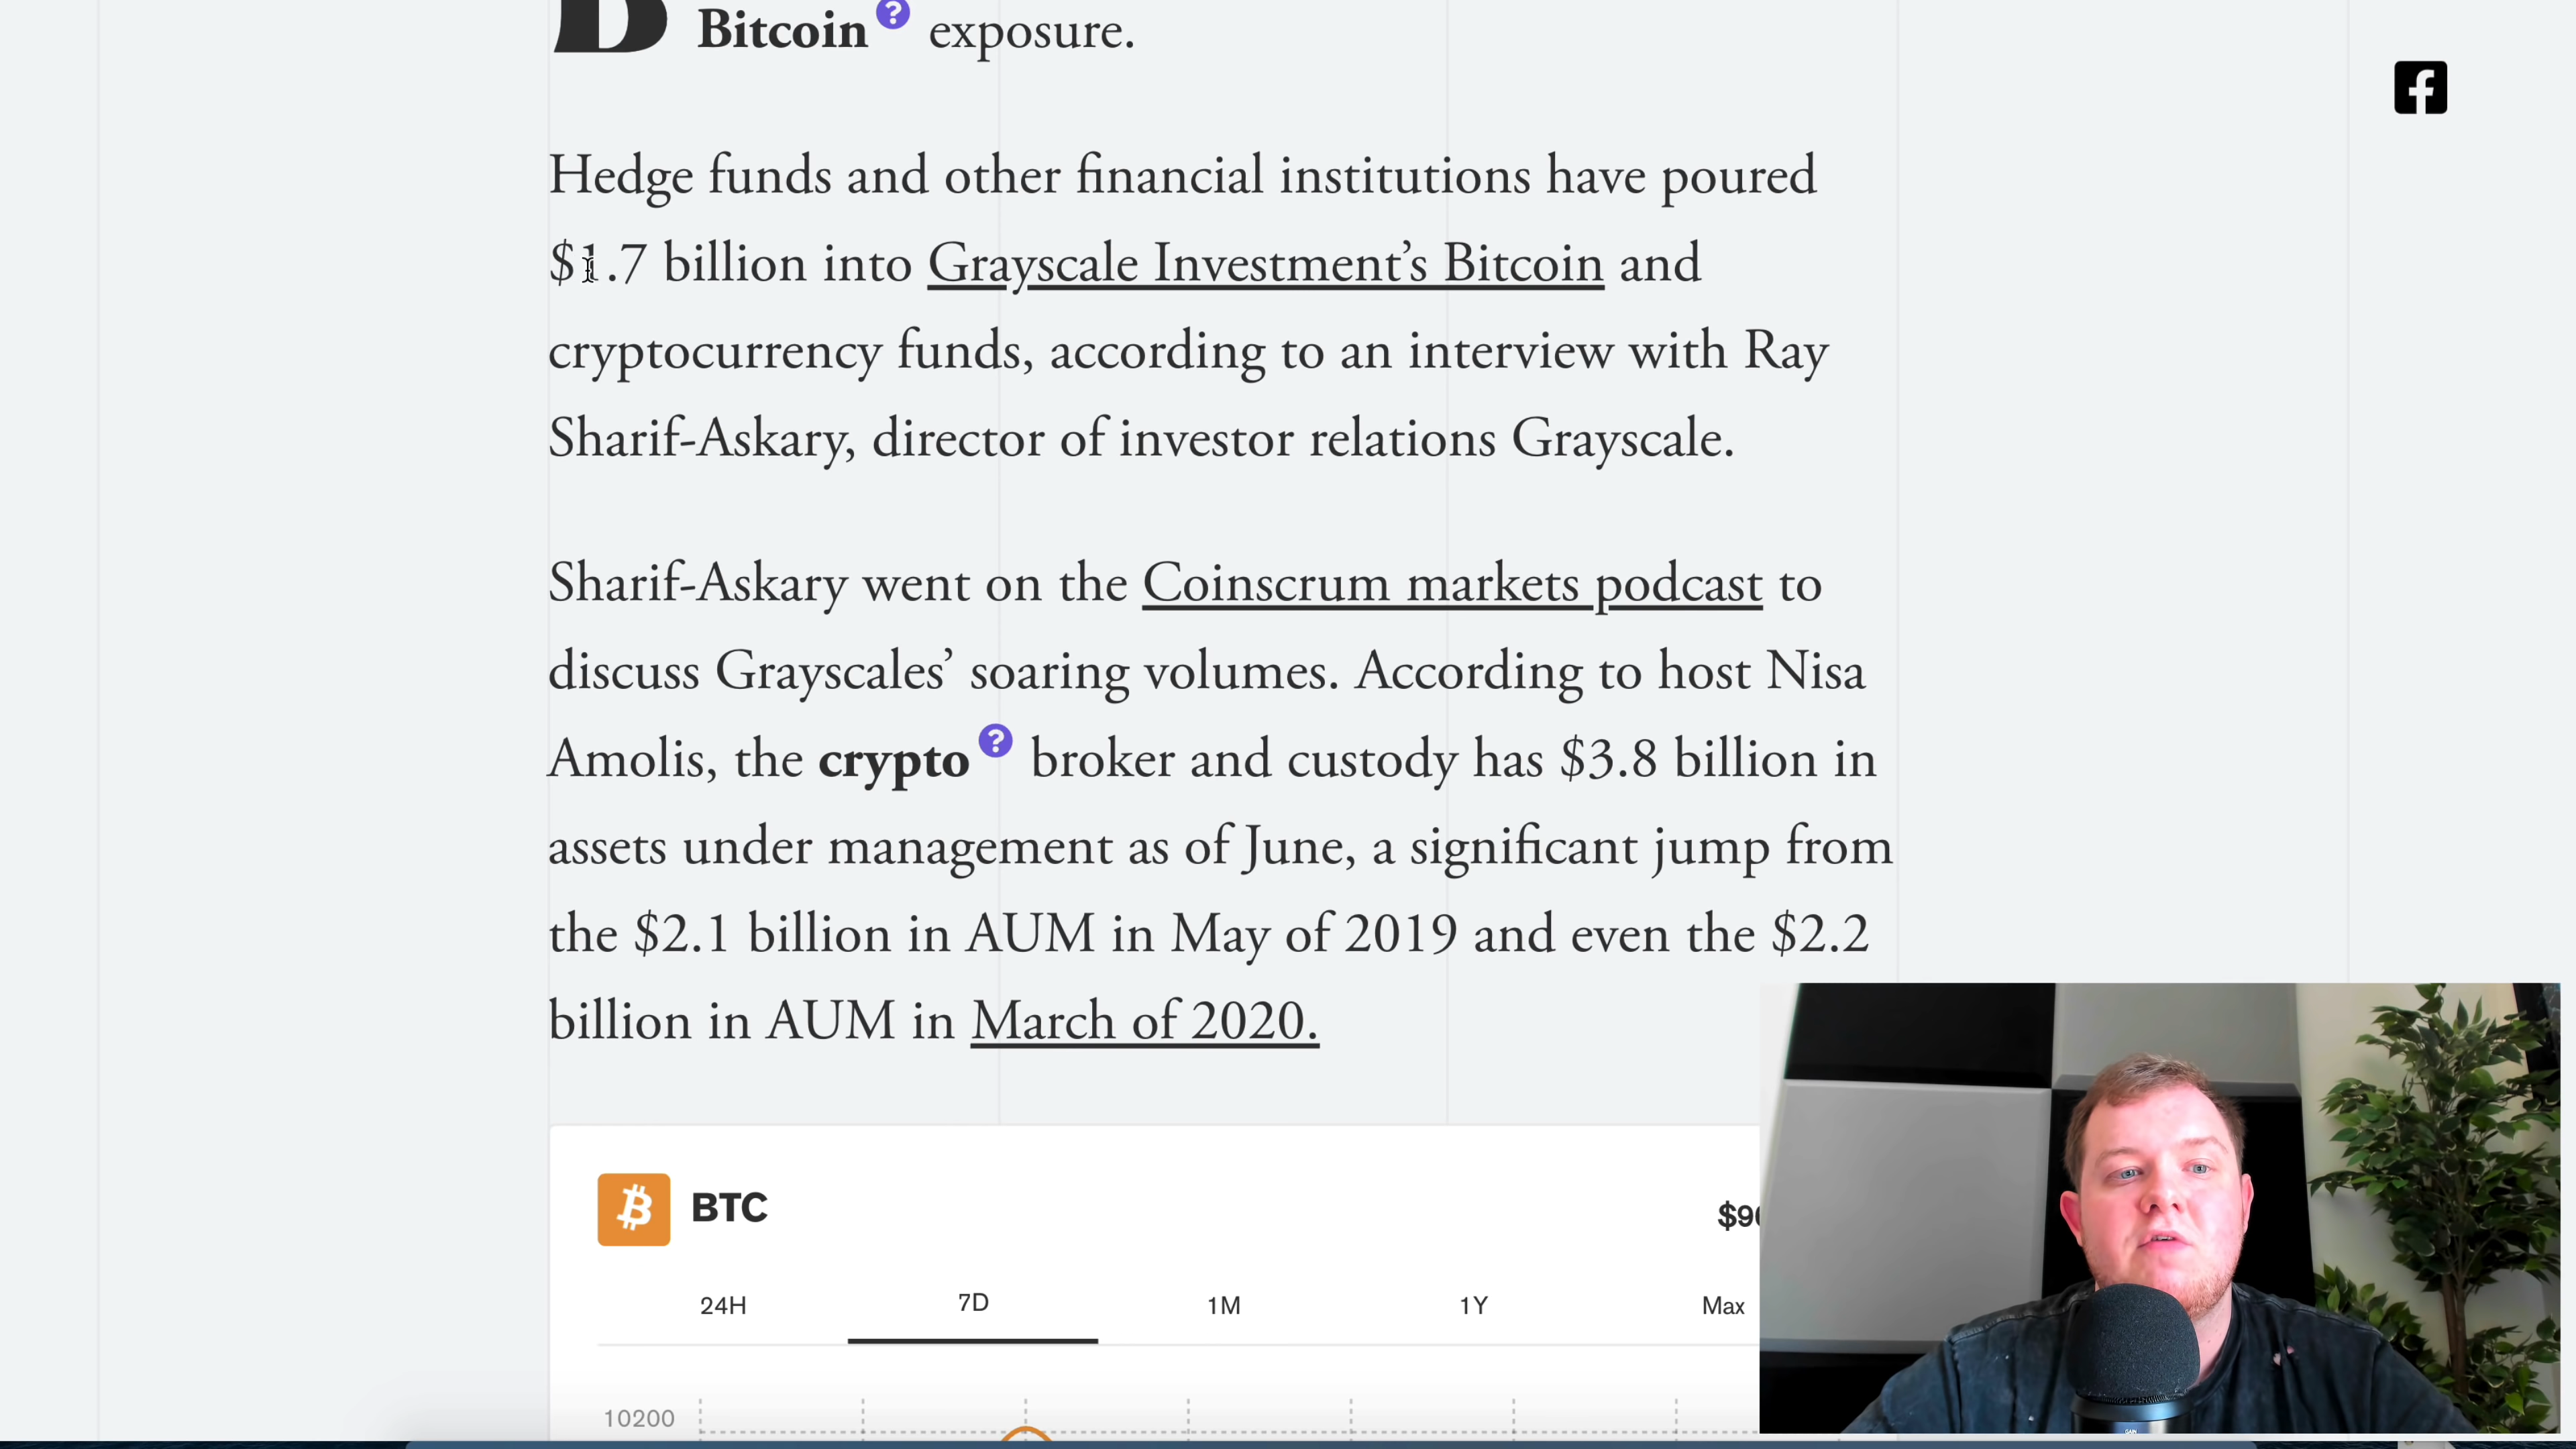 Bitcoin ? exposure.
Hedge funds and other financial institutions have poured
$1.7 billion into Grayscale Investment’s Bitcoin and
cryptocurrency funds, according to an interview with Ray
Sharif-Askary, director of investor relations Grayscale.
Sharif-Askary went on the Coinscrum markets podcast to
discuss Grayscales’ soaring volumes. According to host Nisa
Amolis, the crypto ? broker and custody has $3.8 billion in
assets under management as of June, a significant jump from
the $2.1 billion in AUM in May of 2019 and even the $2.2
billion in AUM in March of 2020.
BTC
24H 7D 1M 1Y Max
10200